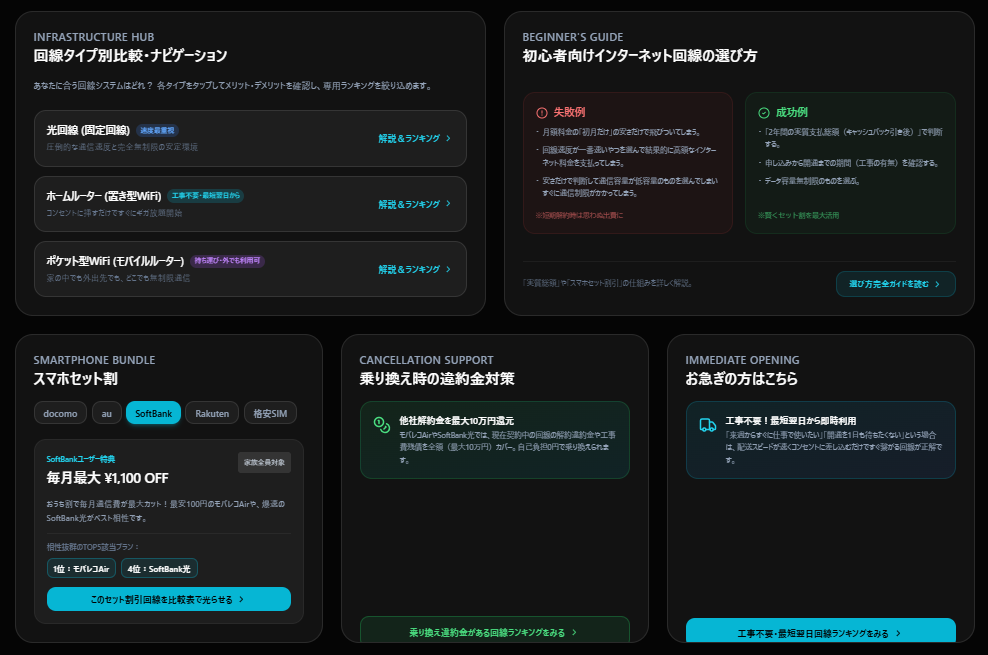 INFRASTRUCTURE HUB
回線タイプ別比較・ナビゲーション
あなたに合う回線システムはどれ？ 各タイプをタップしてメリット・デメリットを確認し、専用ランキングを絞り込めます。
光回線 (固定回線) 速度最重視
圧倒的な通信速度と完全無制限の安定環境
解説＆ランキング
ホームルーター (置き型WiFi) 工事不要・最短翌日から
コンセントに挿すだけですぐにギガ放題開始
解説＆ランキング
ポケット型WiFi (モバイルルーター) 持ち運び・外でも利用可
家の中でも外出先でも、どこでも無制限通信
解説＆ランキング
BEGINNER'S GUIDE
初心者向けインターネット回線の選び方
失敗例
- 月額料金の「初月だけ」の安さだけで飛びついてしまう。
- 回線速度が一番速いやつを選んで結果的に高額なインター
ネット料金を支払ってしまう。
- 安さだけで判断して通信容量が低容量のものを選んでしまい
すぐに通信制限がかかってしまう。
※短期解約時は思わぬ出費に
成功例
- 「2年間の実質支払総額（キャッシュバック引き後）」で判断
する。
- 申し込みから開通までの期間（工事の有無）を確認する。
- データ容量無制限のものを選ぶ。
※賢くセット割を最大活用
「実質総額」や「スマホセット割引」の仕組みを詳しく解説。
選び方完全ガイドを読む
SMARTPHONE BUNDLE
スマホセット割
docomo
au
SoftBank
Rakuten
格安SIM
SoftBankユーザー特典
家族全員対象
毎月最大 ¥1,100 OFF
おうち割で毎月通信費が最大カット！最安100円のモバレコAirや、爆速の
SoftBank光がベスト相性です。
相性抜群のTOP5該当プラン：
1位：モバレコAir
4位：SoftBank光
このセット割引回線を比較表で光らせる
CANCELLATION SUPPORT
乗り換え時の違約金対策
他社解約金を最大10万円還元
モバレコAirやSoftBank光では、現在契約中の回線の解約違約金や工事
費残債を全額（最大10万円）カバー。自己負担0円で乗り換えられま
す。
乗り換え違約金がある回線ランキングをみる
IMMEDIATE OPENING
お急ぎの方はこちら
工事不要！最短翌日から即時利用
「来週からすぐに仕事で使いたい」「開通を1日も待ちたくない」という場合
は、配送スピードが速くコンセントに差し込むだけですぐ繋がる回線が正解で
す。
工事不要・最短翌日回線ランキングをみる